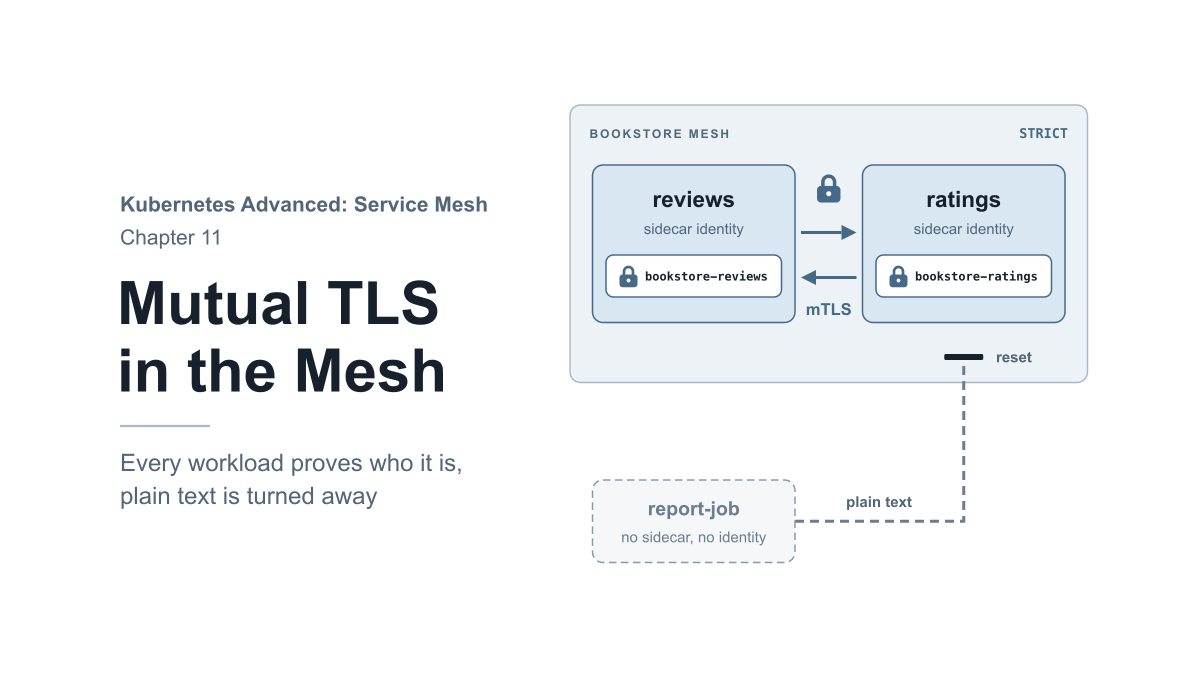 Kubernetes Advanced: Service Mesh
Chapter 11
Mutual TLS
in the Mesh
Every workload proves who it is,
plain text is turned away
BOOKSTORE MESH
STRICT
reviews
sidecar identity
bookstore-reviews
mTLS
ratings
sidecar identity
bookstore-ratings
reset
plain text
report-job
no sidecar, no identity